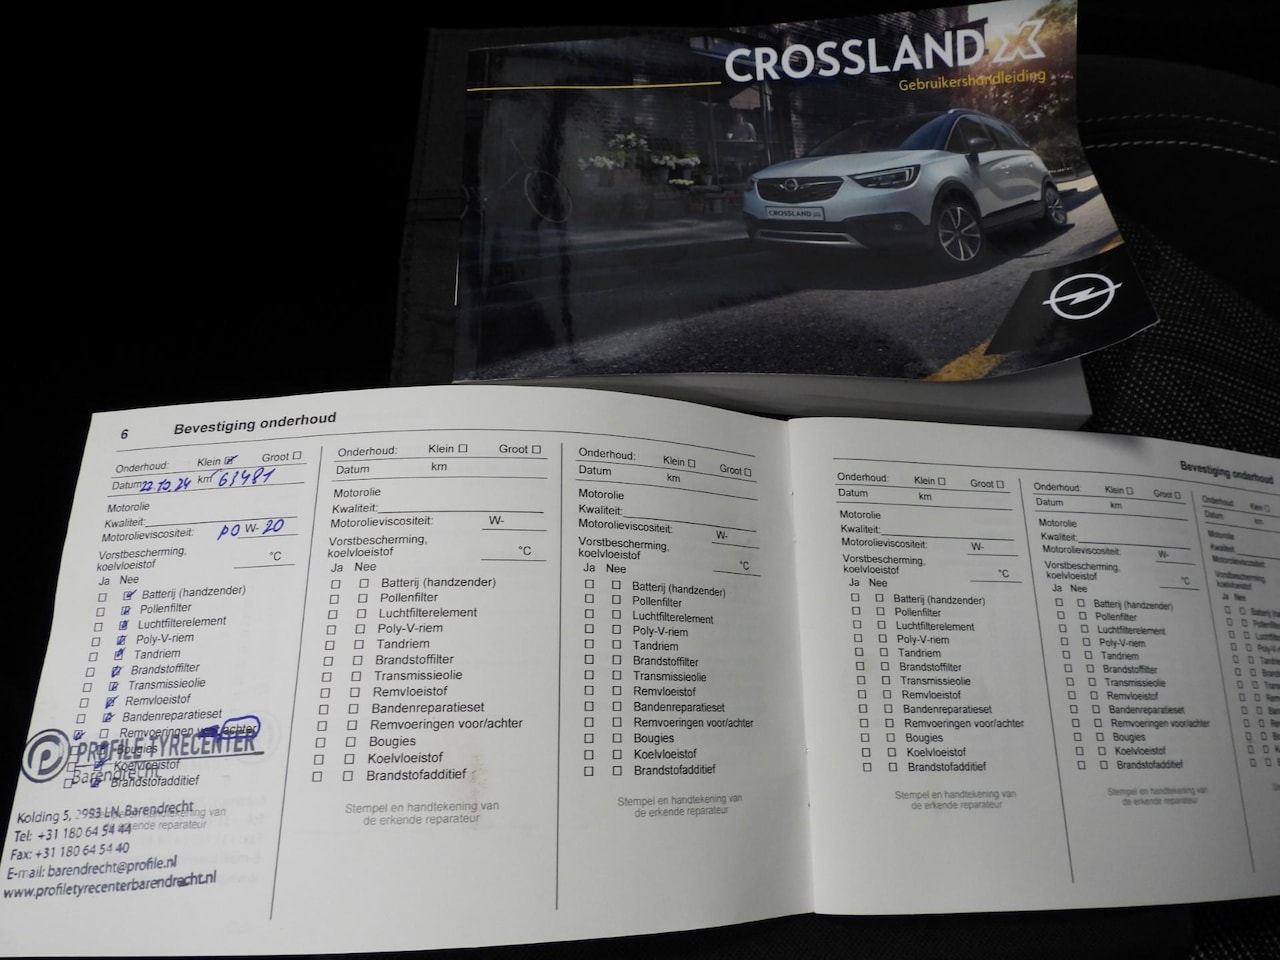 CROSSLAND X
Gebruikershandleiding
CROSSLAND
6 Bevestiging onderhoud
Onderhoud: Klein Groot
Datum 22.10.24 km 63481
Motorolie
Kwaliteit:
Motorolieviscositeit: 00 W-20
Vorstbescherming,
koelvloeistof °C
Ja Nee
Batterij (handzender)
Pollenfilter
Luchtfilterelement
Poly-V-riem
Tandriem
Brandstoffilter
Transmissieolie
Remvloeistof
Bandenreparatieset
Remvoeringen achter
Bougies
Koelvloeistof
Brandstofadditief
PROFILE TYRECENTER
Barendrecht
Kolding 5, 2993 LN Barendrecht
Tel: +31 180 64 54 44
Fax: +31 180 64 54 40
E-mail: barendrecht@profile.nl
www.profiletyrecenterbarendrecht.nl
Onderhoud: Klein Groot
Datum km
Motorolie
Kwaliteit:
Motorolieviscositeit: W-
Vorstbescherming,
koelvloeistof °C
Ja Nee
Batterij (handzender)
Pollenfilter
Luchtfilterelement
Poly-V-riem
Tandriem
Brandstoffilter
Transmissieolie
Remvloeistof
Bandenreparatieset
Remvoeringen voor/achter
Bougies
Koelvloeistof
Brandstofadditief
Stempel en handtekening van
de erkende reparateur
Onderhoud: Klein Groot
Datum km
Motorolie
Kwaliteit:
Motorolieviscositeit: W-
Vorstbescherming,
koelvloeistof °C
Ja Nee
Batterij (handzender)
Pollenfilter
Luchtfilterelement
Poly-V-riem
Tandriem
Brandstoffilter
Transmissieolie
Remvloeistof
Bandenreparatieset
Remvoeringen voor/achter
Bougies
Koelvloeistof
Brandstofadditief
Stempel en handtekening van
de erkende reparateur
Bevestiging onderhoud
Onderhoud: Klein Groot
Datum km
Motorolie
Kwaliteit:
Motorolieviscositeit: W-
Vorstbescherming,
koelvloeistof °C
Ja Nee
Batterij (handzender)
Pollenfilter
Luchtfilterelement
Poly-V-riem
Tandriem
Brandstoffilter
Transmissieolie
Remvloeistof
Bandenreparatieset
Remvoeringen voor/achter
Bougies
Koelvloeistof
Brandstofadditief
Stempel en handtekening van
de erkende reparateur
Onderhoud: Klein Groot
Datum km
Motorolie
Kwaliteit:
Motorolieviscositeit: W-
Vorstbescherming,
koelvloeistof °C
Ja Nee
Batterij (handzender)
Pollenfilter
Luchtfilterelement
Poly-V-riem
Tandriem
Brandstoffilter
Transmissieolie
Remvloeistof
Bandenreparatieset
Remvoeringen voor/achter
Bougies
Koelvloeistof
Brandstofadditief
Stempel en handtekening van
de erkende reparateur
Onderhoud: Klein
Datum km
Motorolie
Kwaliteit:
Ja Nee